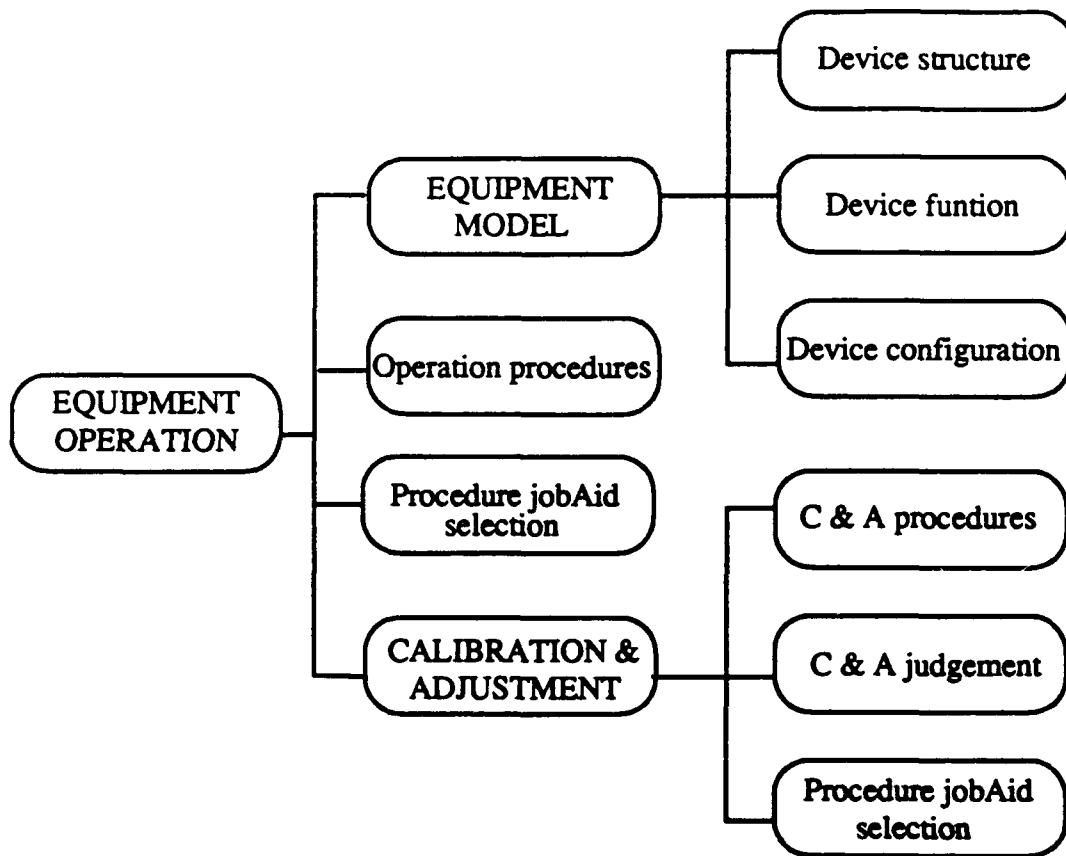 EQUIPMENT
OPERATION
EQUIPMENT
MODEL
Operation procedures
Procedure jobAid
selection
CALIBRATION &
ADJUSTMENT
Device structure
Device funtion
Device configuration
C & A procedures
C & A judgement
Procedure jobAid
selection